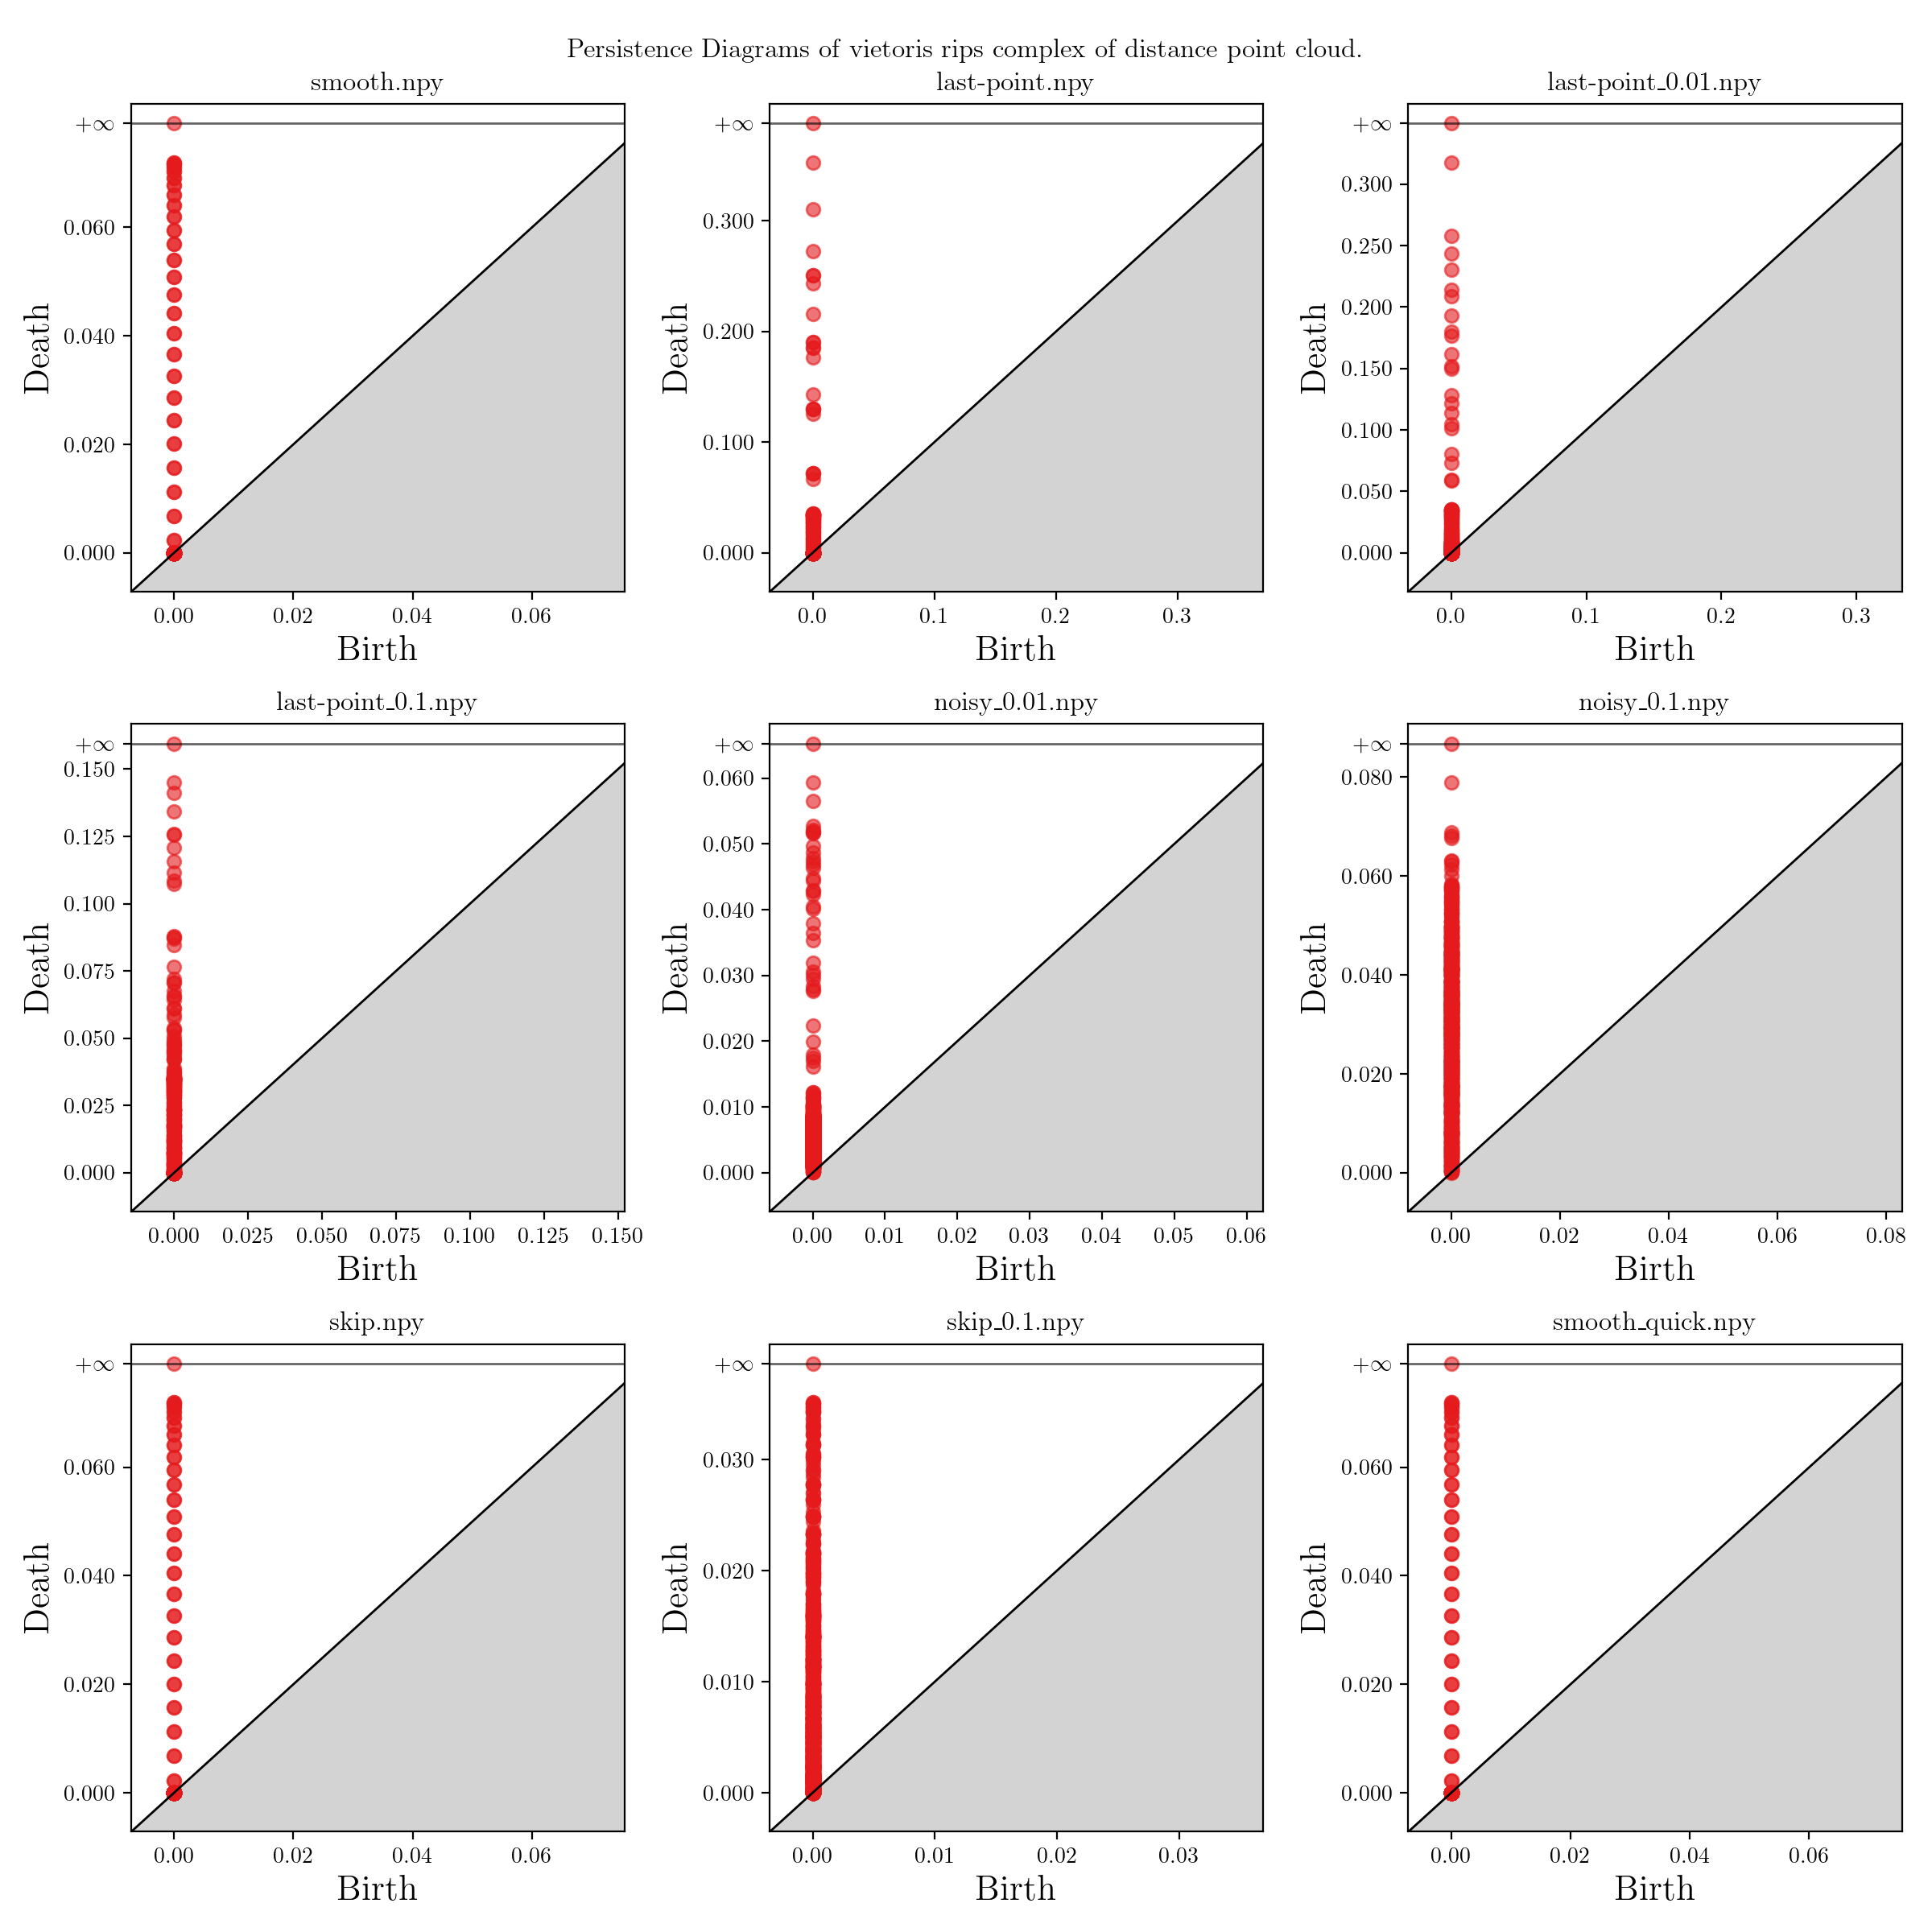 Persistence Diagrams of vietoris rips complex of distance point cloud.
smooth.npy
last-point.npy
last-point_0.01.npy
+∞
0.060
0.040
0.020
0.000
Death
0.00 0.02 0.04 0.06
Birth
+∞
0.300
0.200
0.100
0.000
Death
0.0 0.1 0.2 0.3
Birth
+∞
0.300
0.250
0.200
0.150
0.100
0.050
0.000
Death
0.0 0.1 0.2 0.3
Birth
last-point_0.1.npy
noisy_0.01.npy
noisy_0.1.npy
+∞
0.150
0.125
0.100
0.075
0.050
0.025
0.000
Death
0.000 0.025 0.050 0.075 0.100 0.125 0.150
Birth
+∞
0.060
0.050
0.040
0.030
0.020
0.010
0.000
Death
0.00 0.01 0.02 0.03 0.04 0.05 0.06
Birth
+∞
0.080
0.060
0.040
0.020
0.000
Death
0.00 0.02 0.04 0.06 0.08
Birth
skip.npy
skip_0.1.npy
smooth_quick.npy
+∞
0.060
0.040
0.020
0.000
Death
0.00 0.02 0.04 0.06
Birth
+∞
0.030
0.020
0.010
0.000
Death
0.00 0.01 0.02 0.03
Birth
+∞
0.060
0.040
0.020
0.000
Death
0.00 0.02 0.04 0.06
Birth